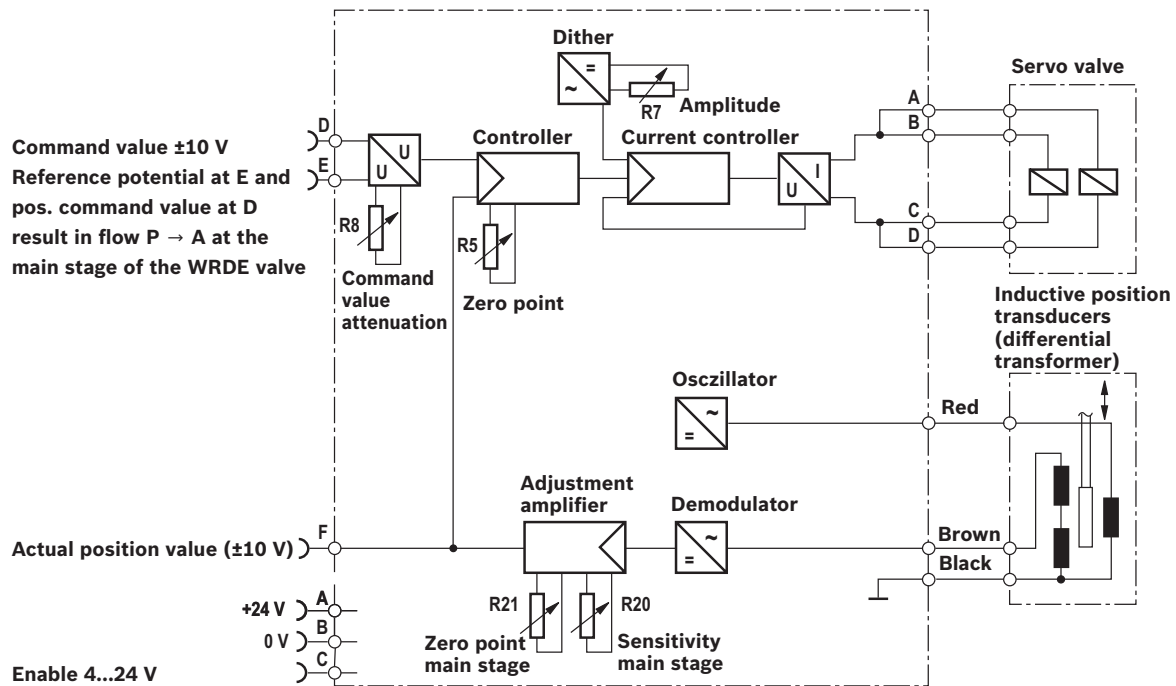 Dither
=
~
R7
Amplitude
Servo valve
Command value ±10 V
Reference potential at E and
pos. command value at D
result in flow P → A at the
main stage of the WRDE valve
D
E
U
U
R8
Command
value
attenuation
Controller
R5
Zero point
Current controller
I
U
A
B
C
D
Inductive position
transducers
(differential
transformer)
Osczillator
~
=
Red
Adjustment
amplifier
Demodulator
~
=
Brown
Black
Actual position value (±10 V)
F
R21
Zero point
main stage
R20
Sensitivity
main stage
+24 V
A
0 V
B
Enable 4...24 V
C